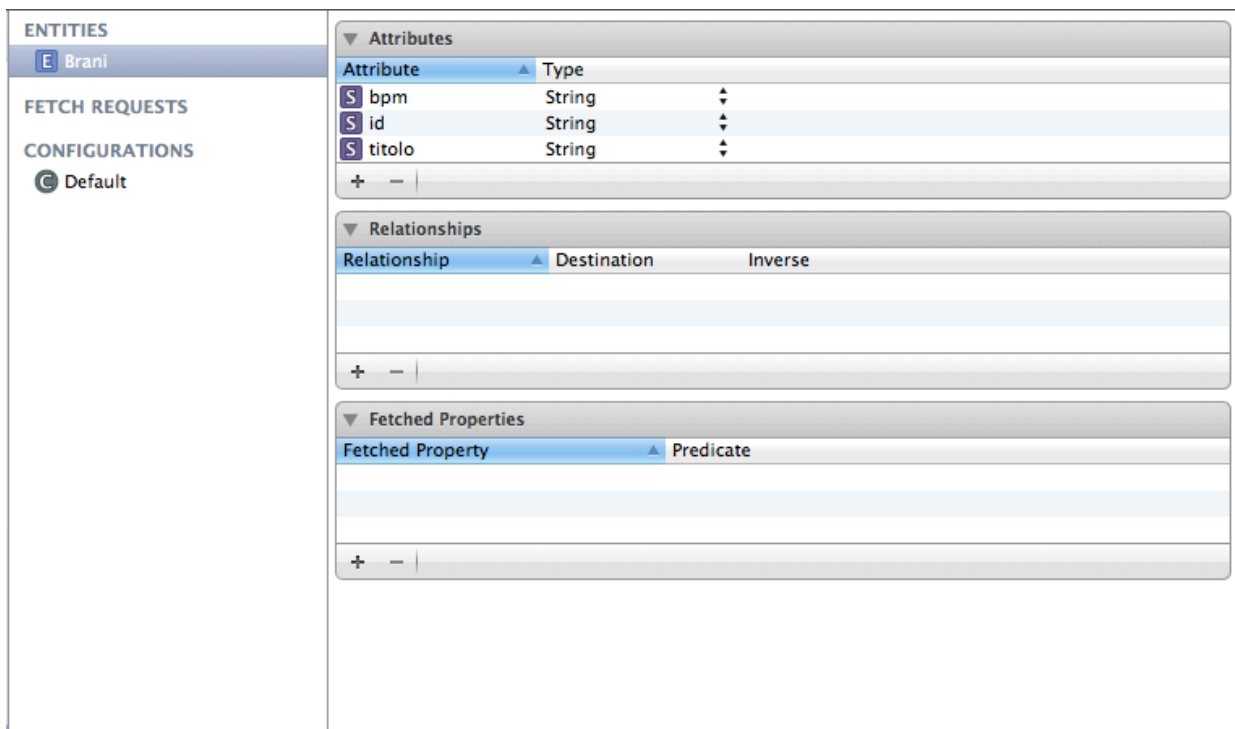 ENTITIES
E Brani
FETCH REQUESTS
CONFIGURATIONS
C Default
Attributes
Attribute Type
S bpm String
S id String
S titolo String
+ −
Relationships
Relationship Destination Inverse
+ −
Fetched Properties
Fetched Property Predicate
+ −